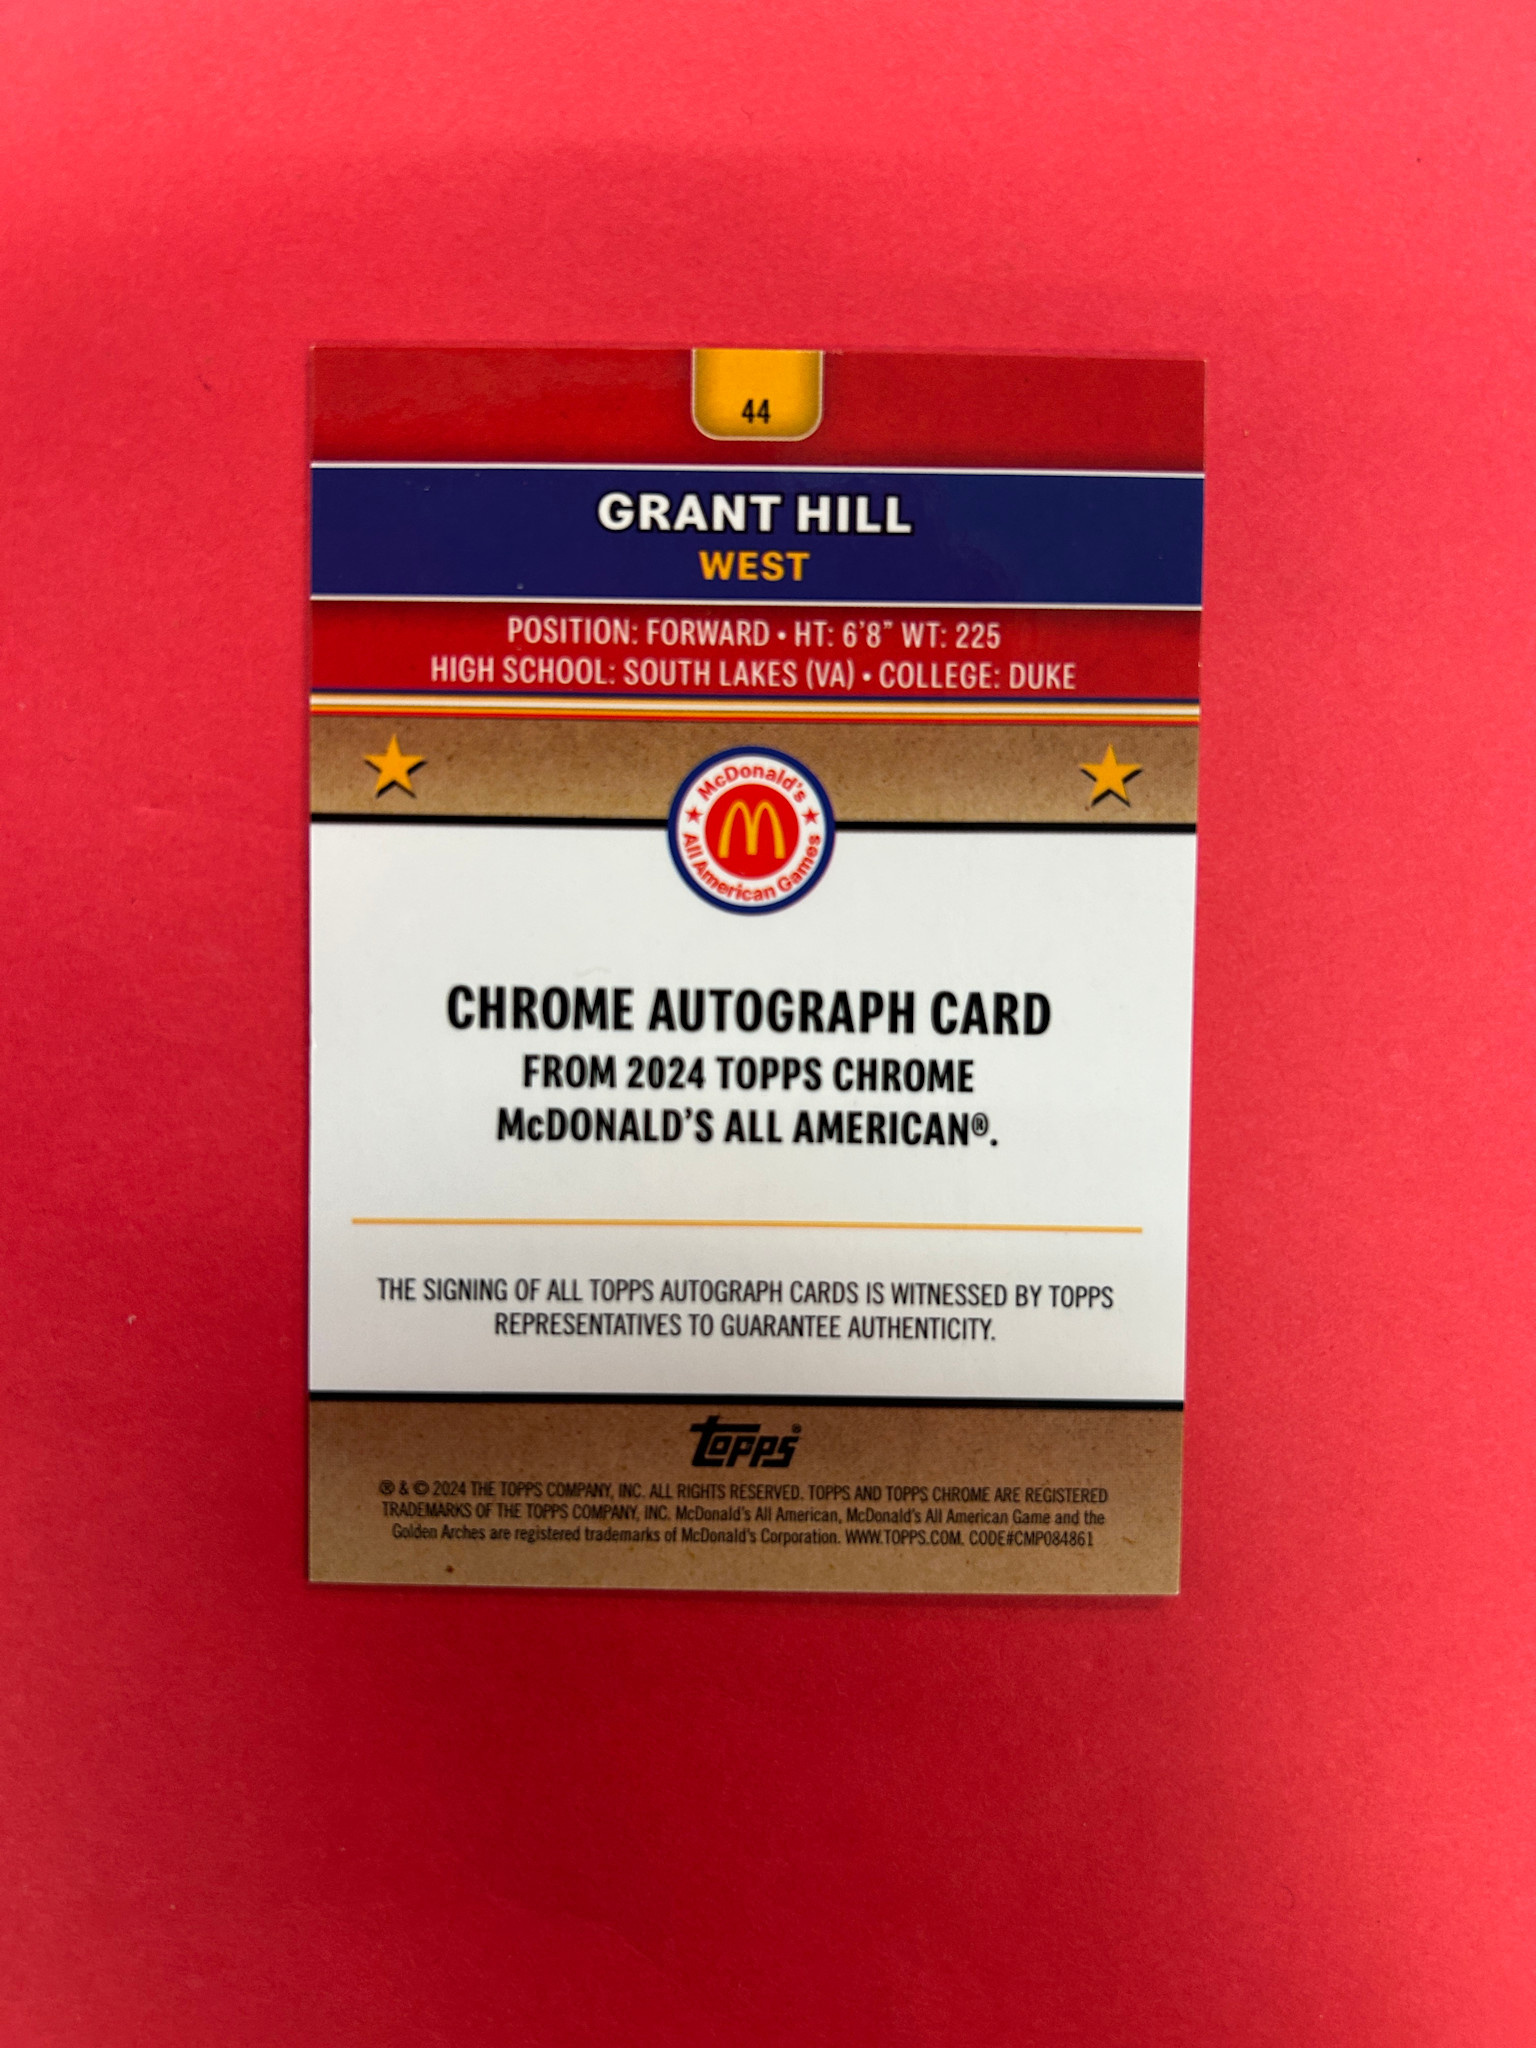 44
GRANT HILL
WEST
POSITION: FORWARD • HT: 6'8" WT: 225
HIGH SCHOOL: SOUTH LAKES (VA) • COLLEGE: DUKE
McDonald's
All American Games
CHROME AUTOGRAPH CARD
FROM 2024 TOPPS CHROME
McDONALD'S ALL AMERICAN®.
THE SIGNING OF ALL TOPPS AUTOGRAPH CARDS IS WITNESSED BY TOPPS
REPRESENTATIVES TO GUARANTEE AUTHENTICITY.
topps®
® & © 2024 THE TOPPS COMPANY, INC. ALL RIGHTS RESERVED. TOPPS AND TOPPS CHROME ARE REGISTERED
TRADEMARKS OF THE TOPPS COMPANY, INC. McDonald's All American, McDonald's All American Game and the
Golden Arches are registered trademarks of McDonald's Corporation. WWW.TOPPS.COM. CODE#CMP084861